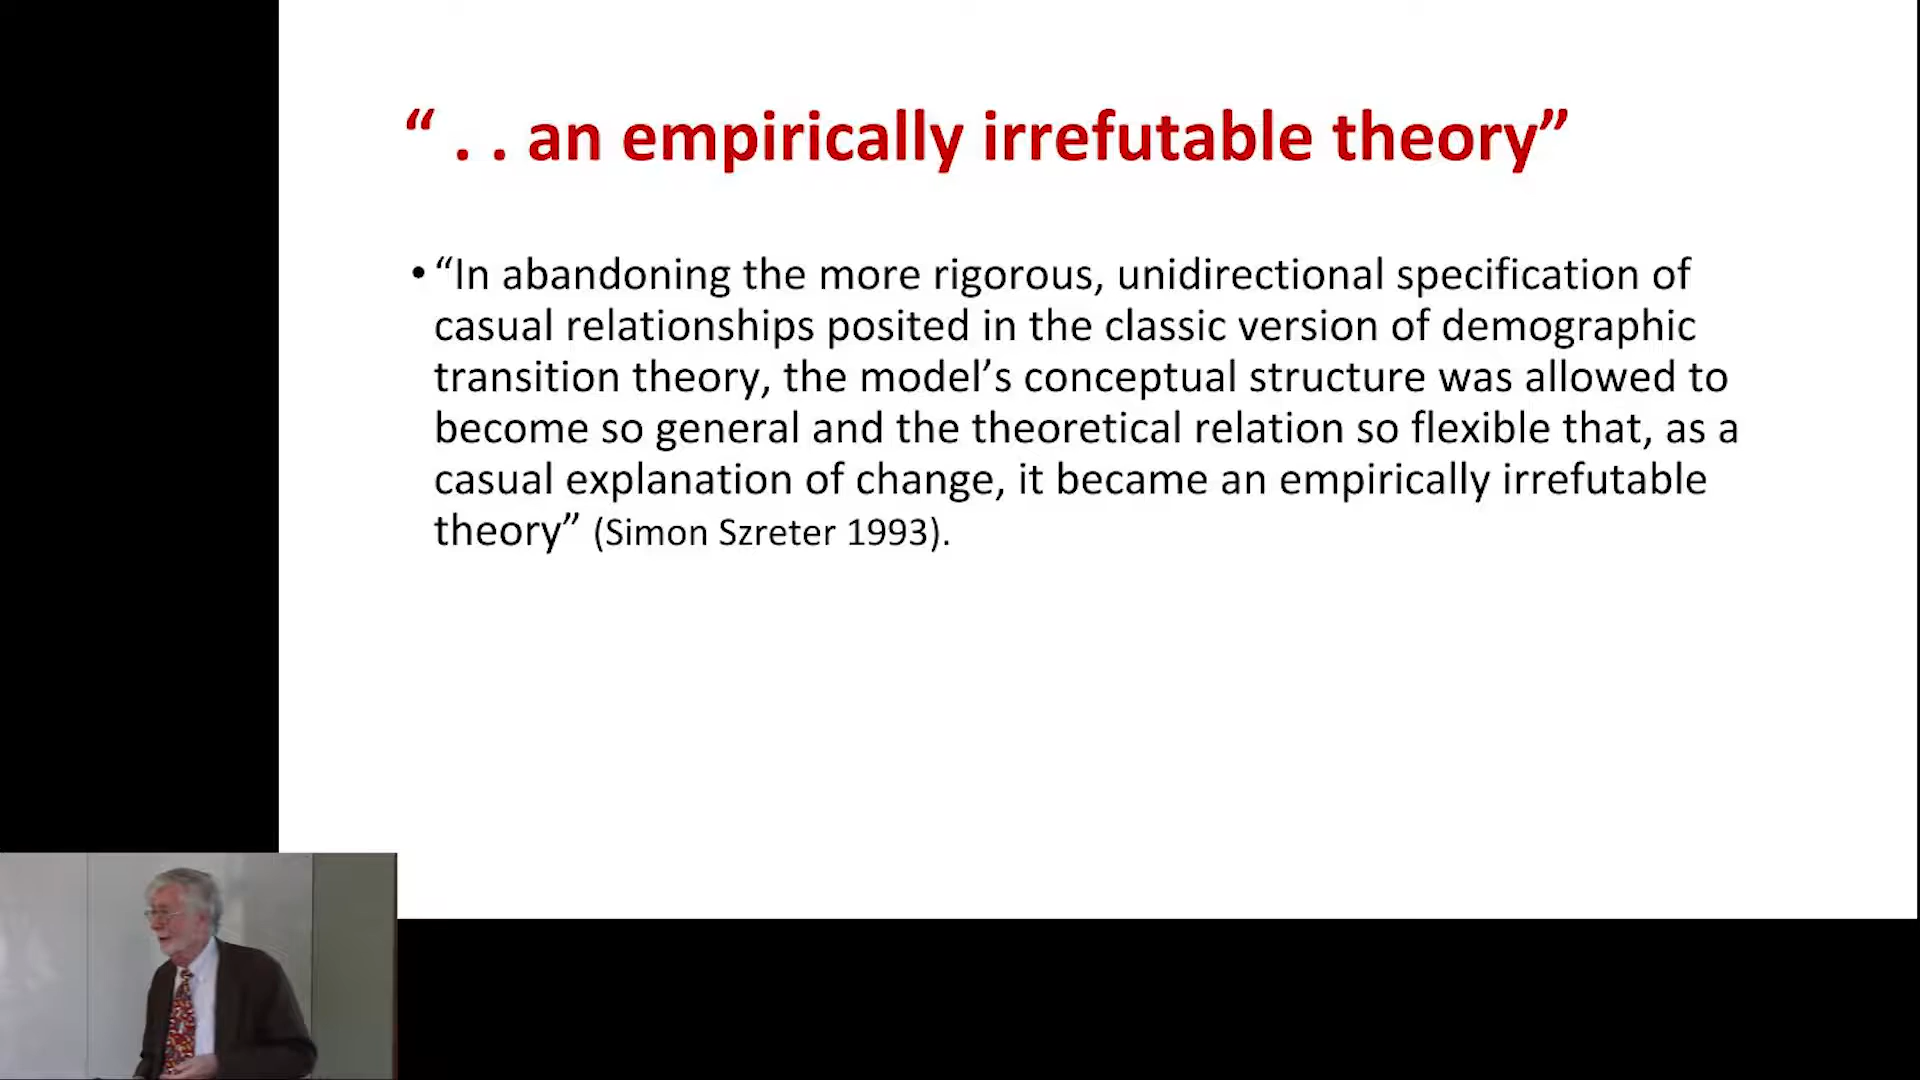 “ . . an empirically irrefutable theory”
• “In abandoning the more rigorous, unidirectional specification of
casual relationships posited in the classic version of demographic
transition theory, the model’s conceptual structure was allowed to
become so general and the theoretical relation so flexible that, as a
casual explanation of change, it became an empirically irrefutable
theory” (Simon Szreter 1993).